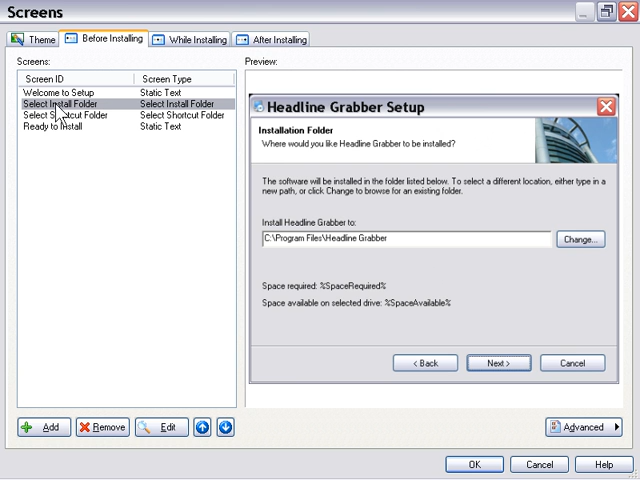 Screens
Theme
Before Installing
While Installing
After Installing
Screens:
Preview:
Screen ID
Screen Type
Welcome to Setup
Static Text
Select Install Folder
Select Install Folder
Select Shortcut Folder
Select Shortcut Folder
Ready to Install
Static Text
Headline Grabber Setup
Installation Folder
Where would you like Headline Grabber to be installed?
The software will be installed in the folder listed below. To select a different location, either type in a
new path, or click Change to browse for an existing folder.
Install Headline Grabber to:
C:\Program Files\Headline Grabber
Change...
Space required: %SpaceRequired%
Space available on selected drive: %SpaceAvailable%
< Back
Next >
Cancel
Add
Remove
Edit
Advanced
OK
Cancel
Help